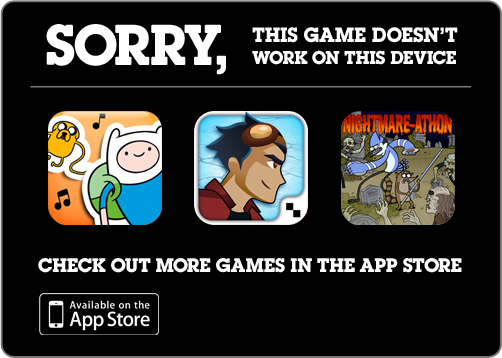 SORRY,
THIS GAME DOESN'T
WORK ON THIS DEVICE
NIGHTMARE-ATHON
CHECK OUT MORE GAMES IN THE APP STORE
Available on the
App Store